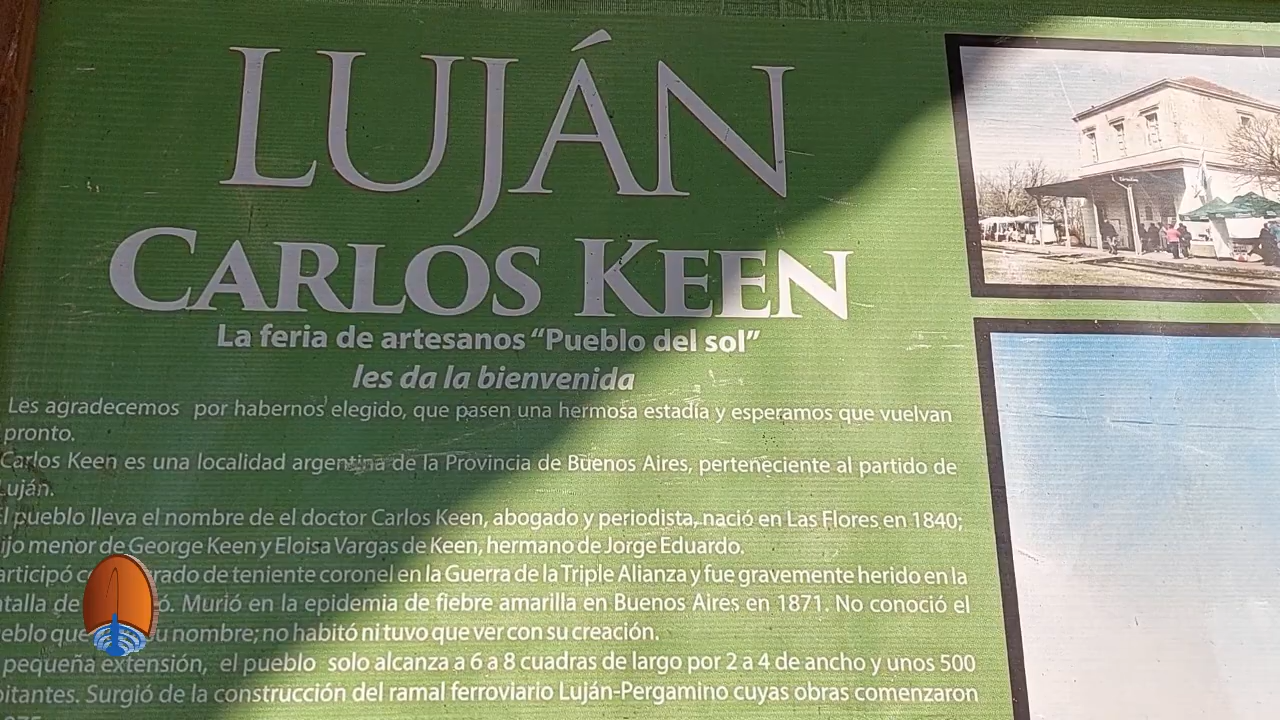 LUJÁN
CARLOS KEEN
La feria de artesanos “Pueblo del sol”
les da la bienvenida
Les agradecemos por habernos elegido, que pasen una hermosa estadía y esperamos que vuelvan
pronto.
Carlos Keen es una localidad argentina de la Provincia de Buenos Aires, perteneciente al partido de
Luján.
El pueblo lleva el nombre de el doctor Carlos Keen, abogado y periodista, nació en Las Flores en 1840;
ijo menor de George Keen y Eloisa Vargas de Keen, hermano de Jorge Eduardo.
articipó c rado de teniente coronel en la Guerra de la Triple Alianza y fue gravemente herido en la
talla de ó. Murió en la epidemia de fiebre amarilla en Buenos Aires en 1871. No conoció el
eblo que u nombre; no habitó ni tuvo que ver con su creación.
pequeña extensión, el pueblo solo alcanza a 6 a 8 cuadras de largo por 2 a 4 de ancho y unos 500
bitantes. Surgió de la construcción del ramal ferroviario Luján-Pergamino cuyas obras comenzaron